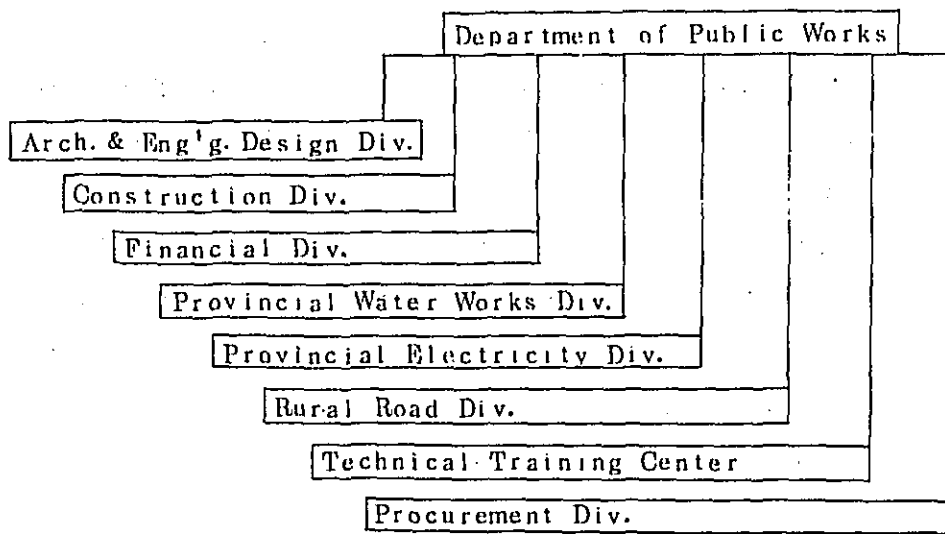 Department of Public Works
Arch. & Eng'g. Design Div.
Construction Div.
Financial Div.
Provincial Water Works Div.
Provincial Electricity Div.
Rural Road Div.
Technical Training Center
Procurement Div.